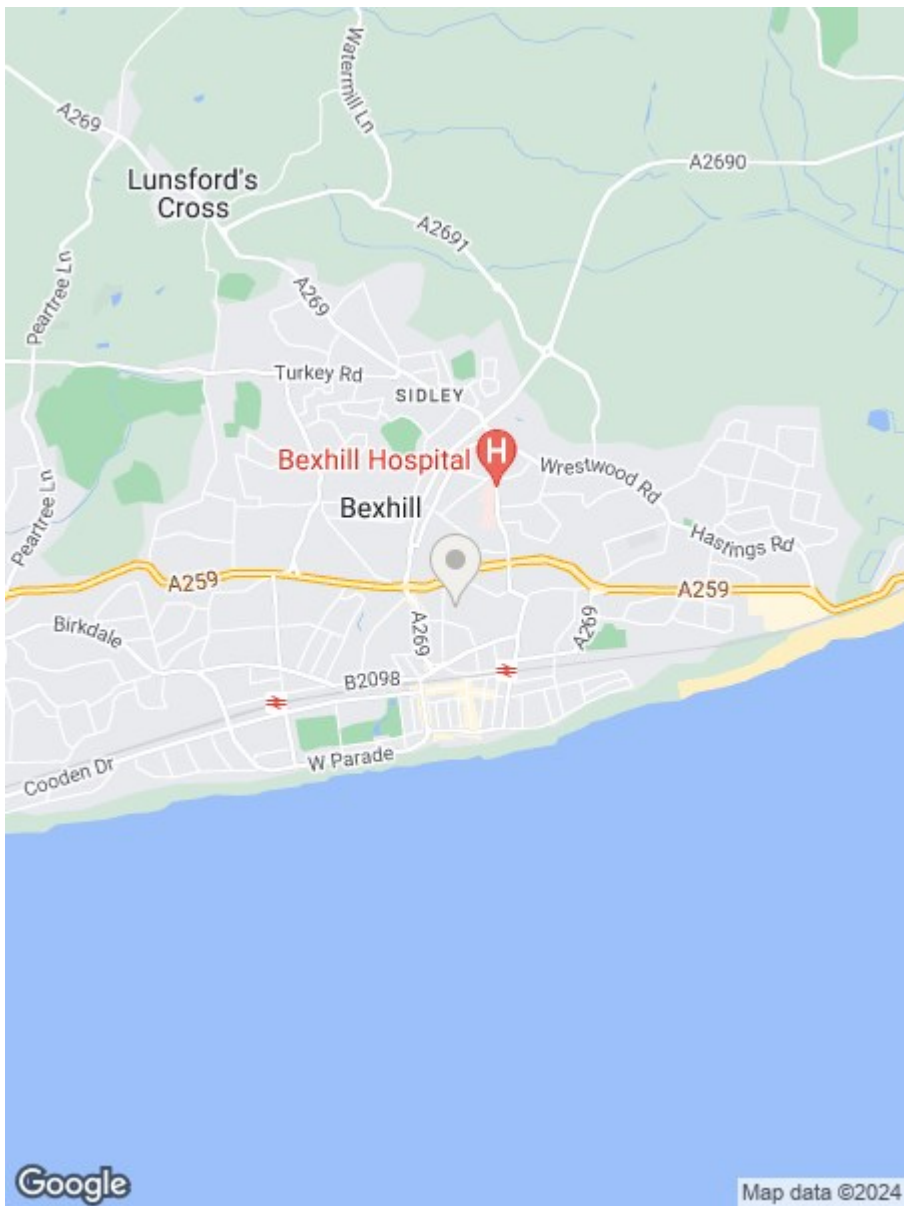 Watermill Ln
A269
A2690
Lunsford's
Cross
A2691
Peartree Ln
A269
Turkey Rd
SIDLEY
Bexhill Hospital
H
Wrestwood Rd
Bexhill
Peartree Ln
Hastings Rd
A259
A259
Birkdale
A269
A269
B2098
W Parade
Cooden Dr
Google
Map data ©2024